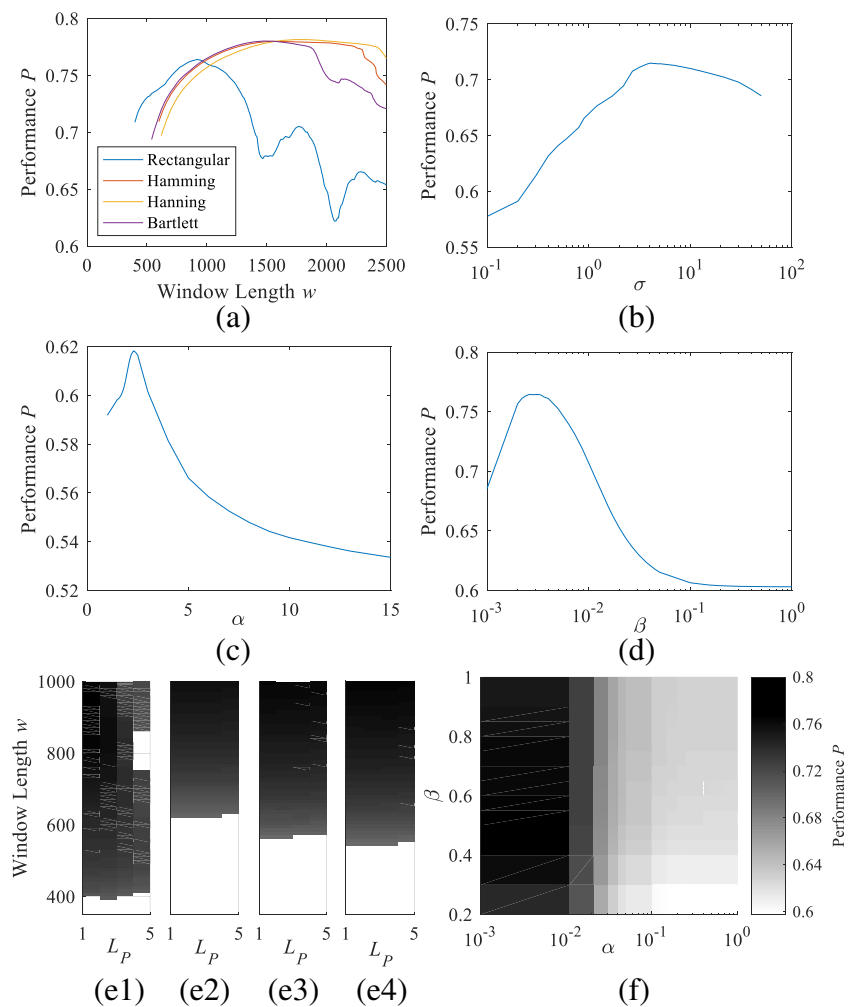 Performance P
0.8
0.75
0.7
0.65
0.6
Rectangular
Hamming
Hanning
Bartlett
0 500 1000 1500 2000 2500
Window Length w
(a)
Performance P
0.75
0.7
0.65
0.6
0.55
10^-1 10^0 10^1 10^2
σ
(b)
Performance P
0.62
0.6
0.58
0.56
0.54
0.52
0 5 10 15
α
(c)
Performance P
0.8
0.75
0.7
0.65
0.6
10^-3 10^-2 10^-1 10^0
β
(d)
Window Length w
1000
800
600
400
1 5
L_P
(e1)
1 5
L_P
(e2)
1 5
L_P
(e3)
1 5
L_P
(e4)
β
1
0.8
0.6
0.4
0.2
10^-3 10^-2 10^-1 10^0
α
(f)
0.8
0.76
0.72
0.68
0.64
0.6
Performance P